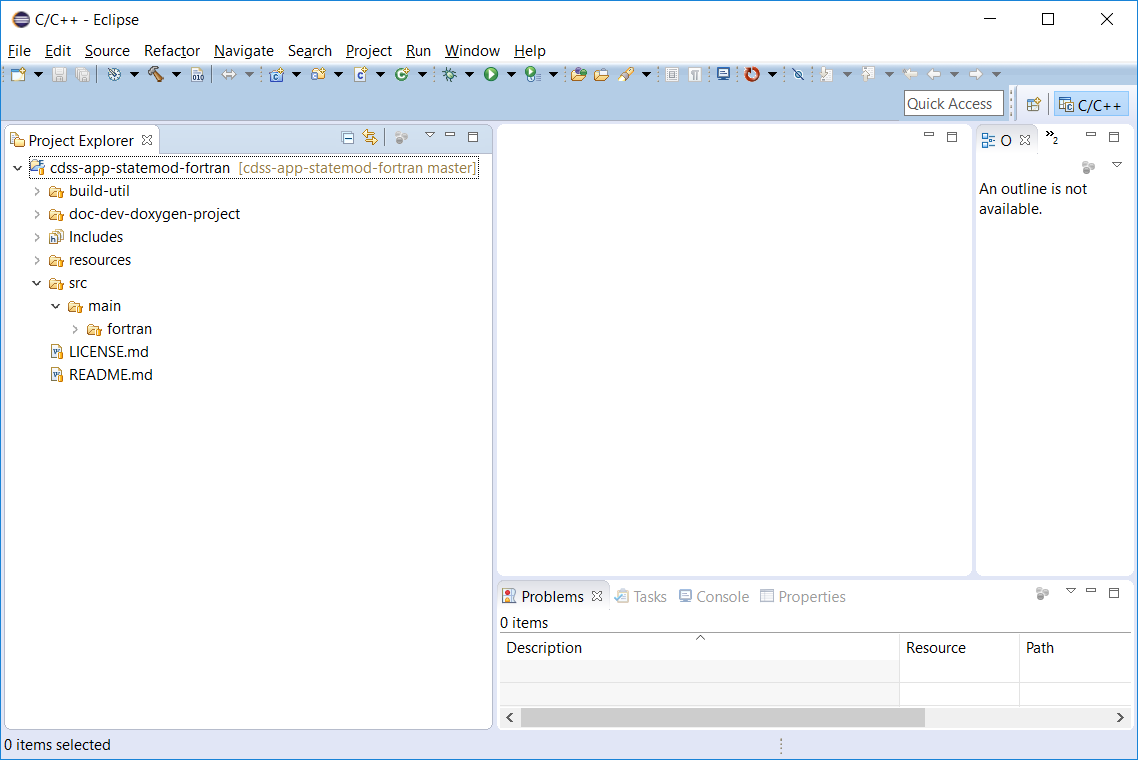 C/C++ - Eclipse
File Edit Source Refactor Navigate Search Project Run Window Help
010
Quick Access
C/C++
Project Explorer
cdss-app-statemod-fortran [cdss-app-statemod-fortran master]
build-util
doc-dev-doxygen-project
Includes
resources
src
main
fortran
LICENSE.md
README.md
O
»2
An outline is not
available.
Problems Tasks Console Properties
0 items
Description Resource Path
0 items selected